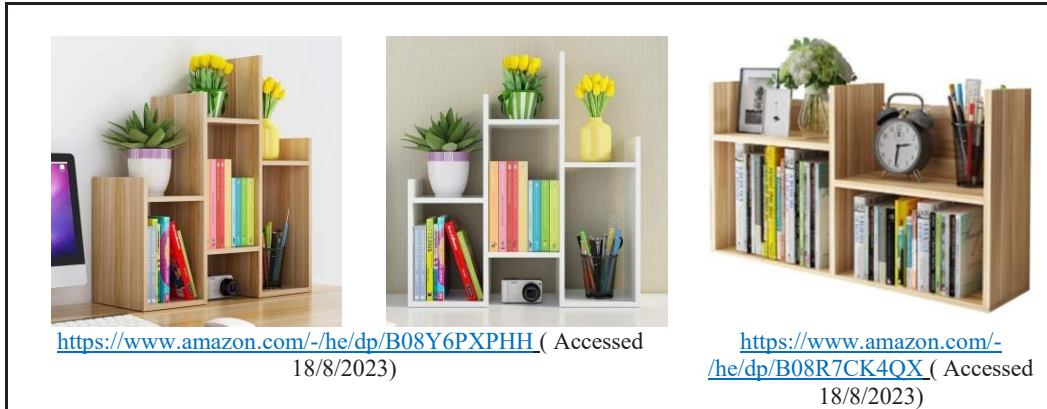 https://www.amazon.com/-/he/dp/B08Y6PXPHH ( Accessed
18/8/2023)
https://www.amazon.com/-
/he/dp/B08R7CK4QX ( Accessed
18/8/2023)